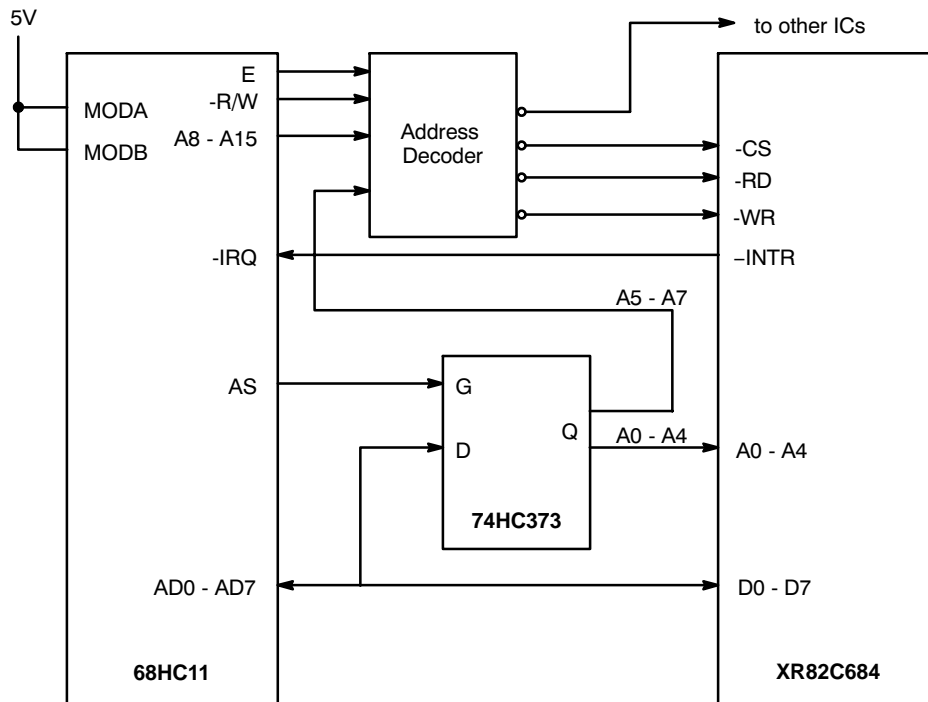 5V
to other ICs
E
-R/W
MODA
A8 - A15
MODB
Address
Decoder
-CS
-RD
-WR
-IRQ
–INTR
A5 - A7
AS
G
Q
D
A0 - A4
A0 - A4
74HC373
AD0 - AD7
D0 - D7
68HC11
XR82C684